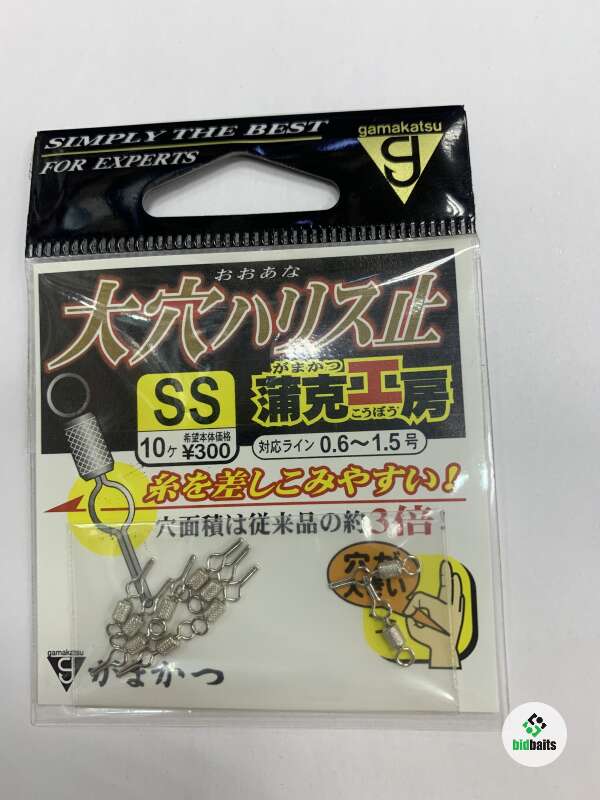 SIMPLY THE BEST
FOR EXPERTS
gamakatsu
おおあな
大穴ハリス止
SS
がまかつ
蒲克工房
こうぼう
10ヶ 希望本体価格 ¥300
対応ライン 0.6〜1.5号
糸を差しこみやすい!
穴面積は従来品の約3倍
穴が
大きい
gamakatsu
がまかつ
bidbaits